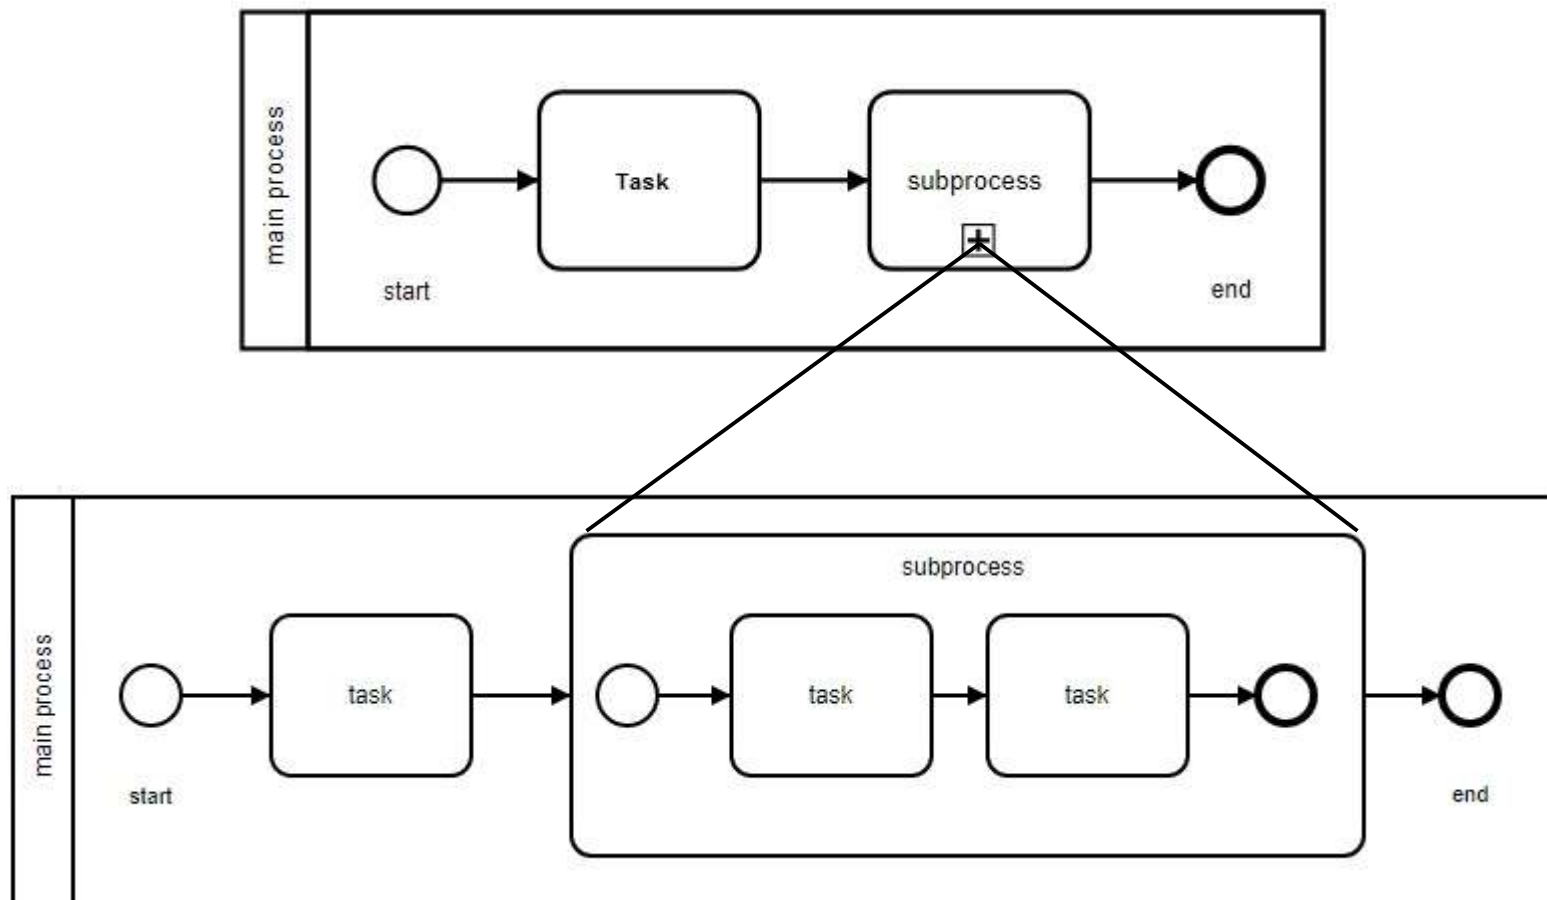 main process
Task
subprocess
start
end
subprocess
main process
task
task
task
start
end